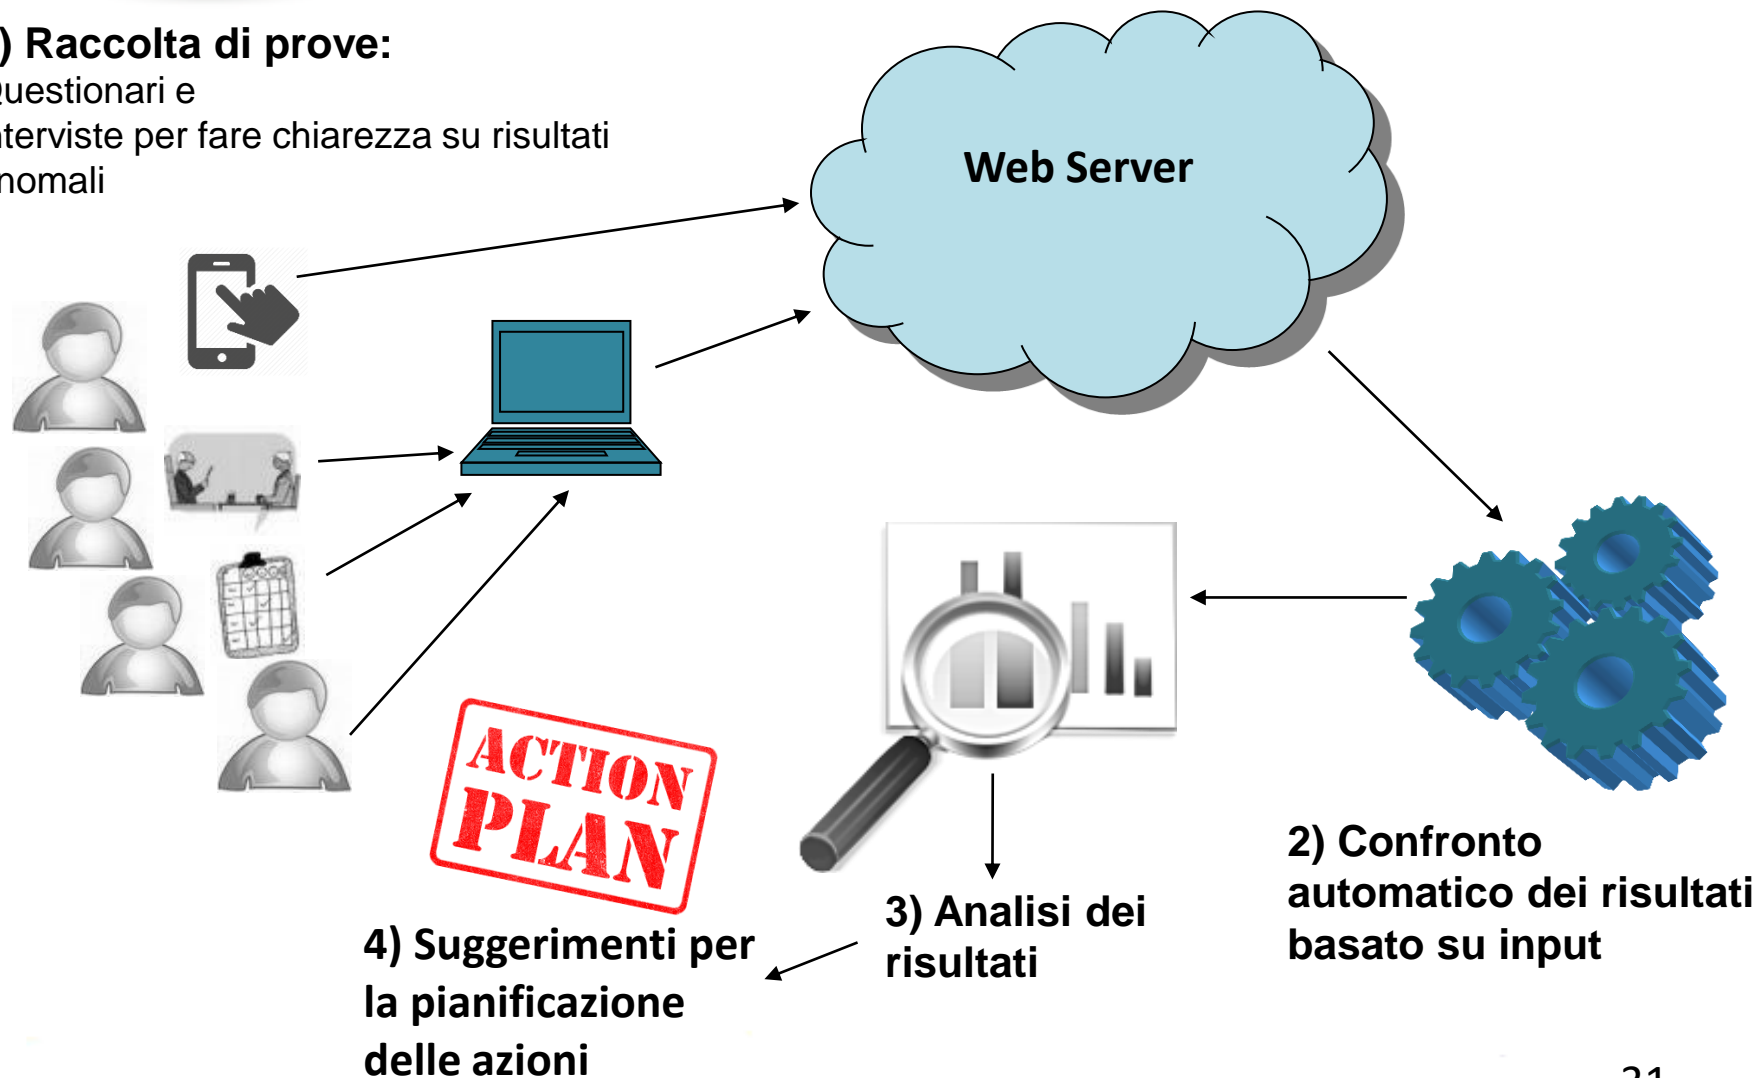 ) Raccolta di prove:
uestionari e
nterviste per fare chiarezza su risultati
nomali
Web Server
ACTION
PLAN
2) Confronto
automatico dei risultati
basato su input
3) Analisi dei
risultati
4) Suggerimenti per
la pianificazione
delle azioni